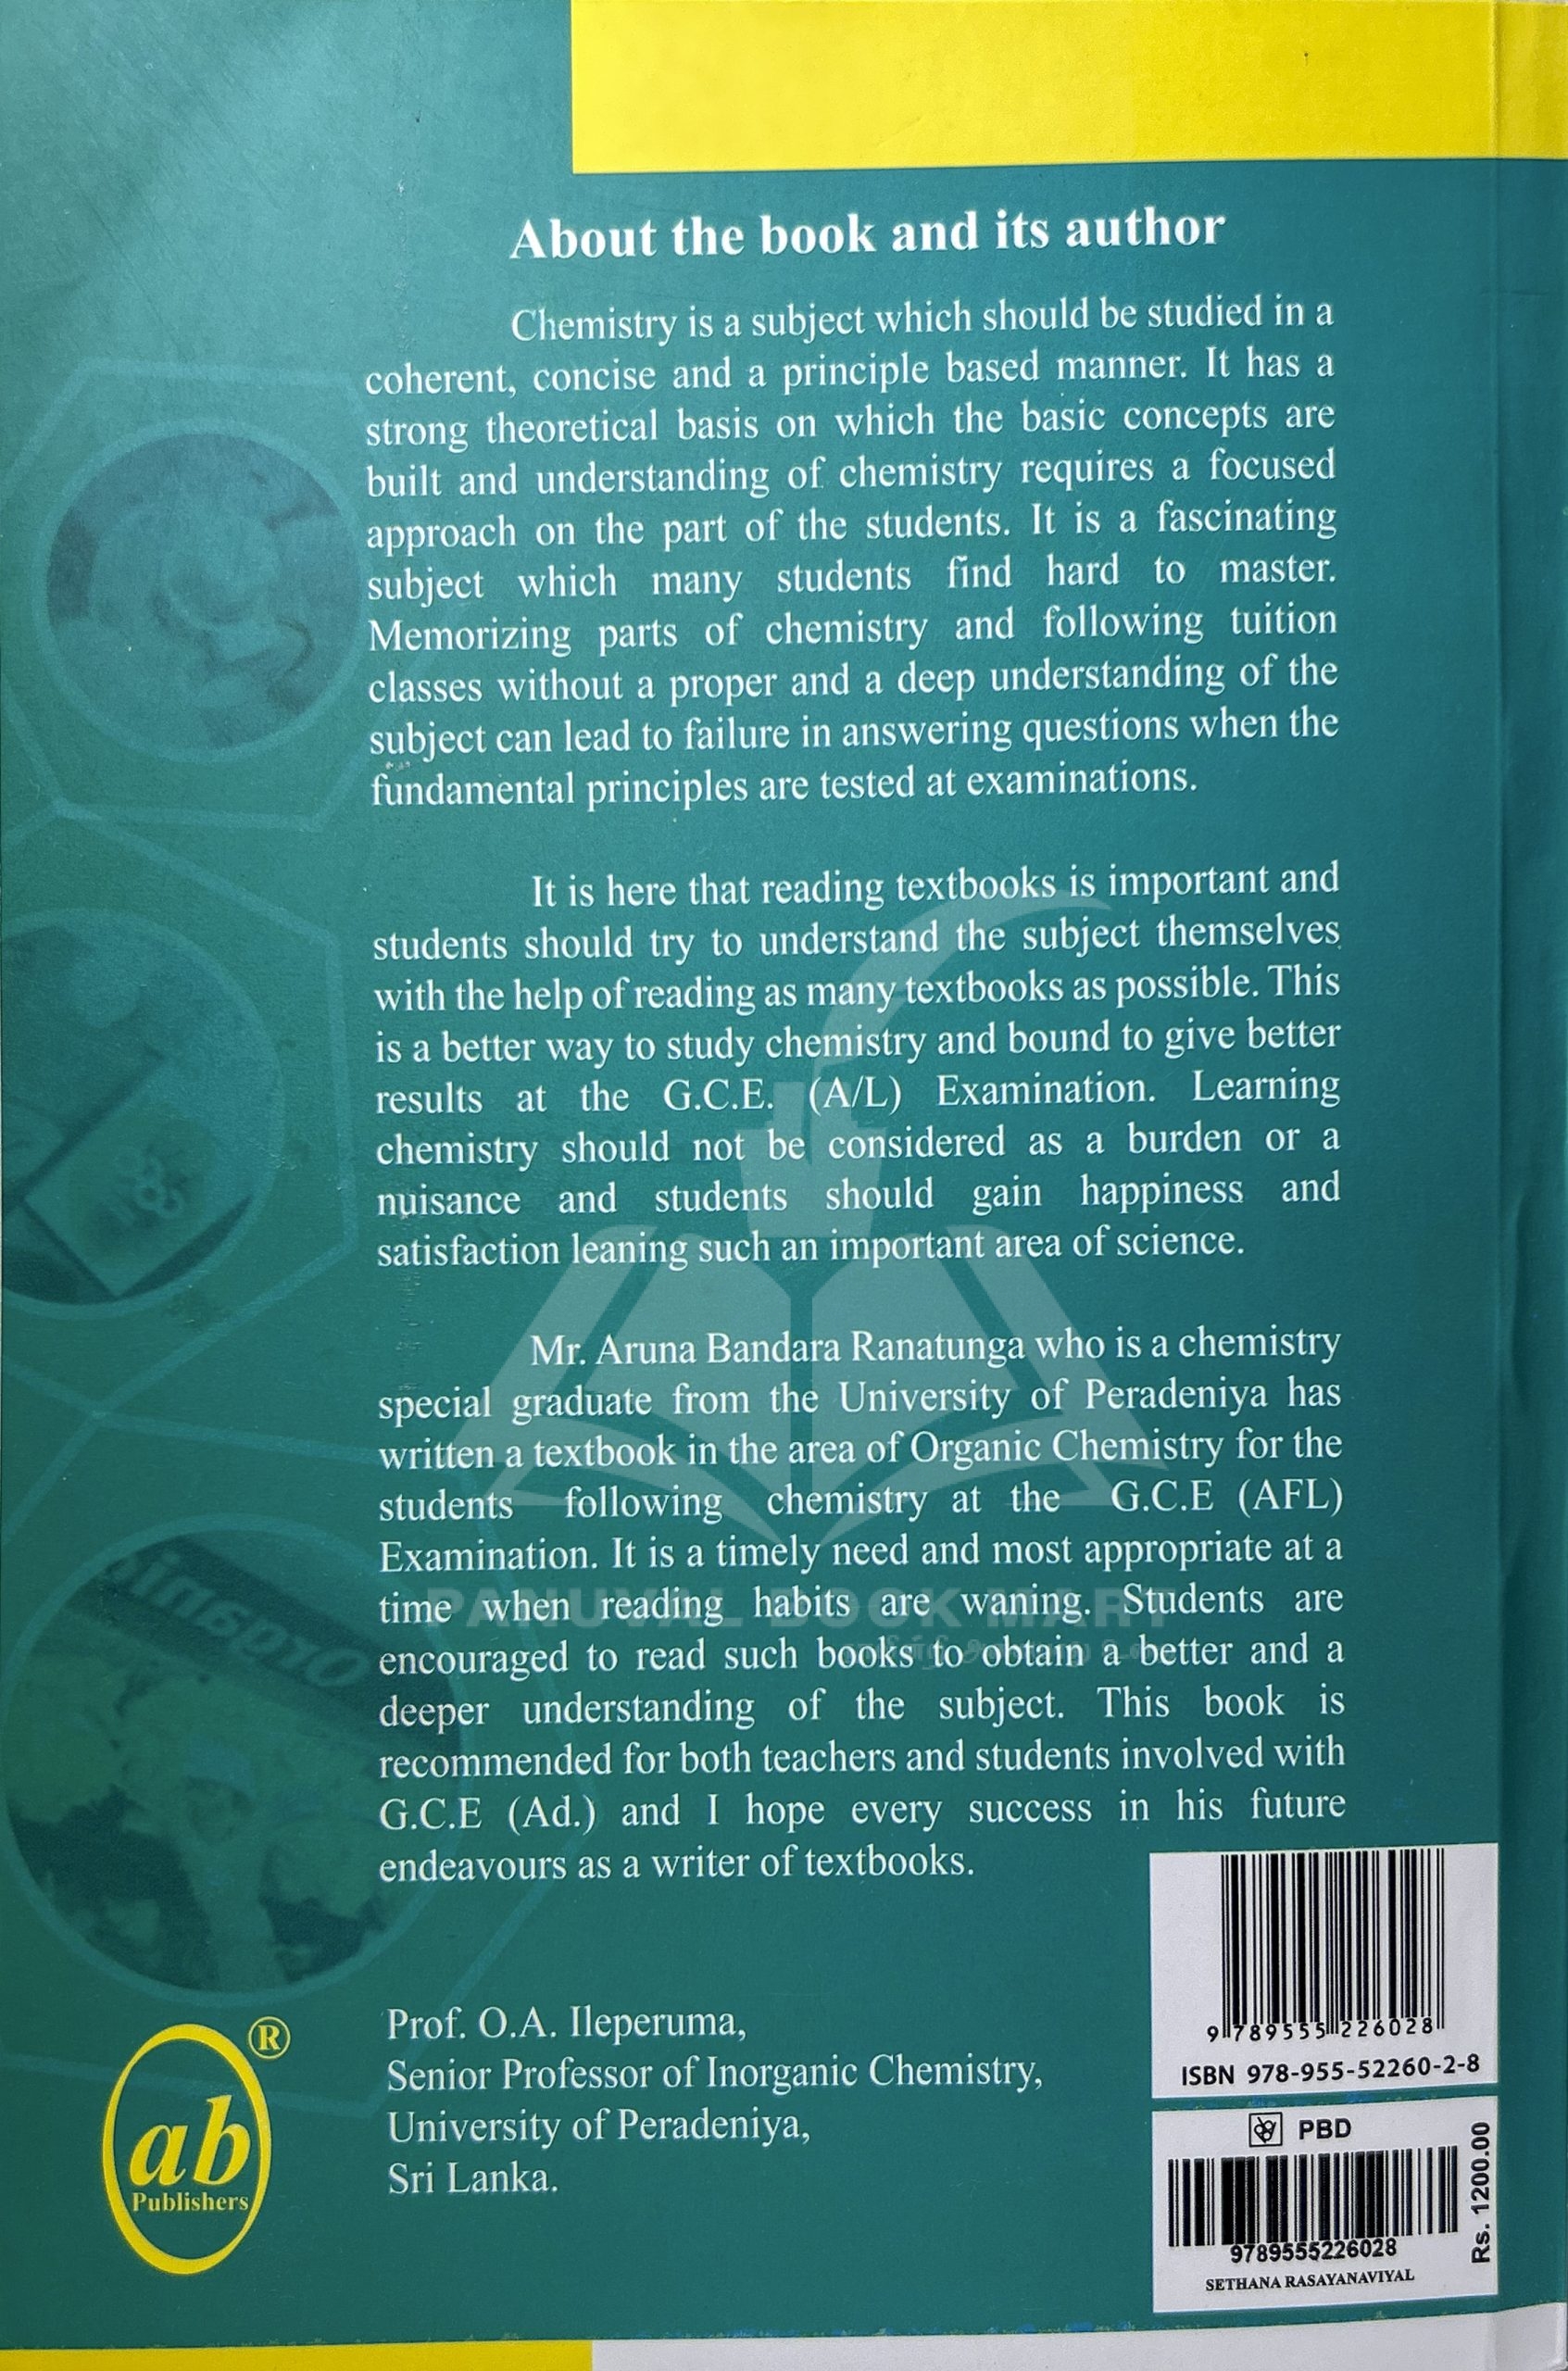 About the book and its author
Chemistry is a subject which should be studied in a
coherent, concise and a principle based manner. It has a
strong theoretical basis on which the basic concepts are
built and understanding of chemistry requires a focused
approach on the part of the students. It is a fascinating
subject which many students find hard to master.
Memorizing parts of chemistry and following tuition
classes without a proper and a deep understanding of the
subject can lead to failure in answering questions when the
fundamental principles are tested at examinations.
It is here that reading textbooks is important and
students should try to understand the subject themselves
with the help of reading as many textbooks as possible. This
is a better way to study chemistry and bound to give better
results at the G.C.E. (A/L) Examination. Learning
chemistry should not be considered as a burden or a
nuisance and students should gain happiness and
satisfaction leaning such an important area of science.
Mr. Aruna Bandara Ranatunga who is a chemistry
special graduate from the University of Peradeniya has
written a textbook in the area of Organic Chemistry for the
students following chemistry at the G.C.E (AFL)
Examination. It is a timely need and most appropriate at a
time when reading habits are waning. Students are
encouraged to read such books to obtain a better and a
deeper understanding of the subject. This book is
recommended for both teachers and students involved with
G.C.E (Ad.) and I hope every success in his future
endeavours as a writer of textbooks.
PANUVAL BOOK MART
Organic
Prof. O.A. Ileperuma,
Senior Professor of Inorganic Chemistry,
University of Peradeniya,
Sri Lanka.
®
ab
Publishers
9 789555 226028
ISBN 978-955-52260-2-8
PBD
9789555226028
SETHANA RASAYANAVIYAL
Rs. 1200.00